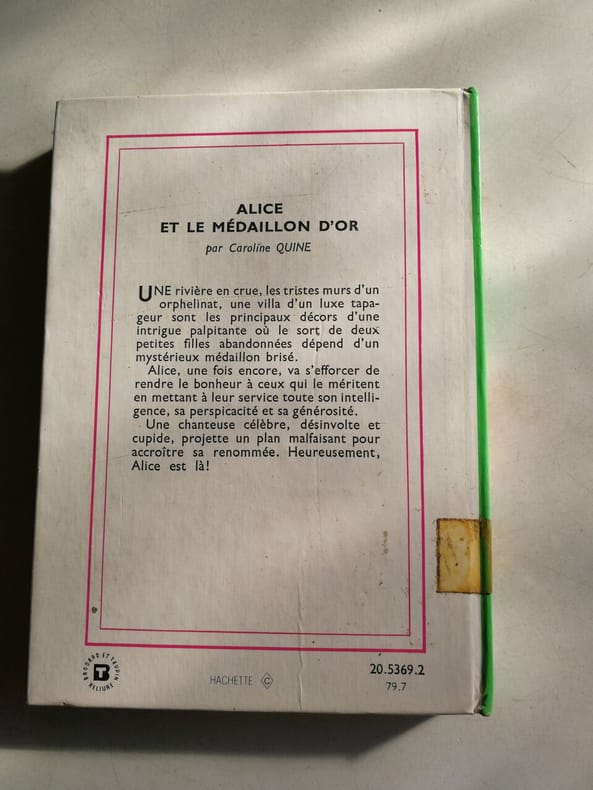 ALICE
ET LE MÉDAILLON D'OR
par Caroline QUINE
UNE rivière en crue, les tristes murs d'un
orphelinat, une villa d'un luxe tapa-
geur sont les principaux décors d'une
intrigue palpitante où le sort de deux
petites filles abandonnées dépend d'un
mystérieux médaillon brisé.
Alice, une fois encore, va s'efforcer de
rendre le bonheur à ceux qui le méritent
en mettant à leur service toute son intelli-
gence, sa perspicacité et sa générosité.
Une chanteuse célèbre, désinvolte et
cupide, projette un plan malfaisant pour
accroître sa renommée. Heureusement,
Alice est là!
BRODARD ET TAUPIN
RELIURE
HACHETTE C
20.5369.2
79.7